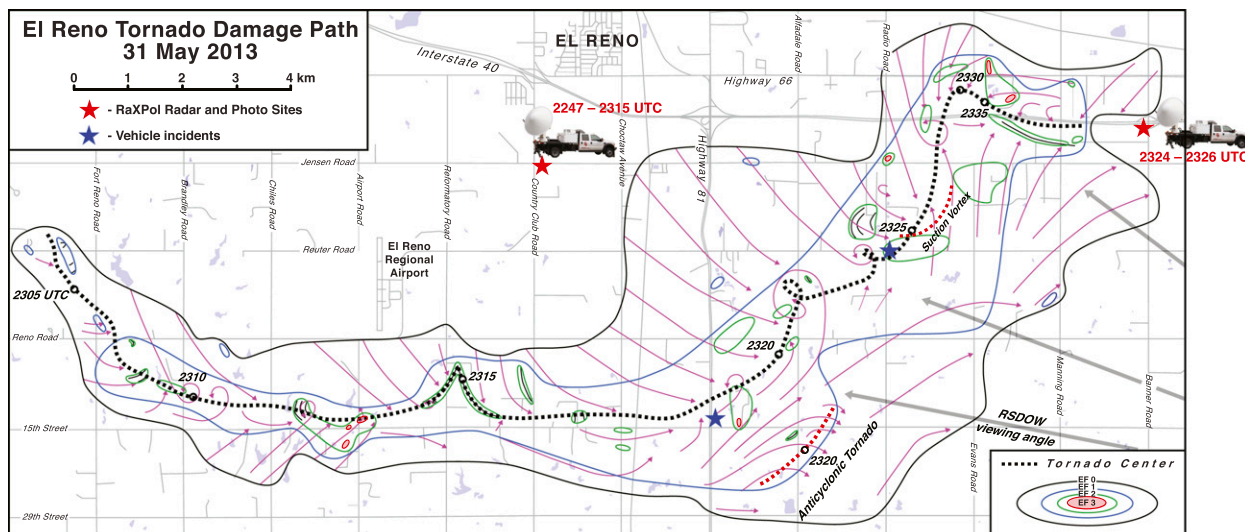 El Reno Tornado Damage Path
31 May 2013
0 1 2 3 4 km
- RaXPol Radar and Photo Sites
- Vehicle incidents
EL RENO
Interstate 40
Highway 66
Alfadale Road
Radio Road
2247 – 2315 UTC
2324 – 2326 UTC
2330
2335
Choctaw Avenue
Highway 81
Jensen Road
Fort Reno Road
Brandley Road
Chiles Road
Airport Road
Reformatory Road
Country Club Road
Reuter Road
El Reno
Regional
Airport
2325
Suction Vortex
2305 UTC
Reno Road
2310
2315
2320
15th Street
2320
Anticyclonic Tornado
RSDOW
viewing angle
Manning Road
Banner Road
Evans Road
29th Street
Tornado Center
EF 0
EF 1
EF 2
EF 3